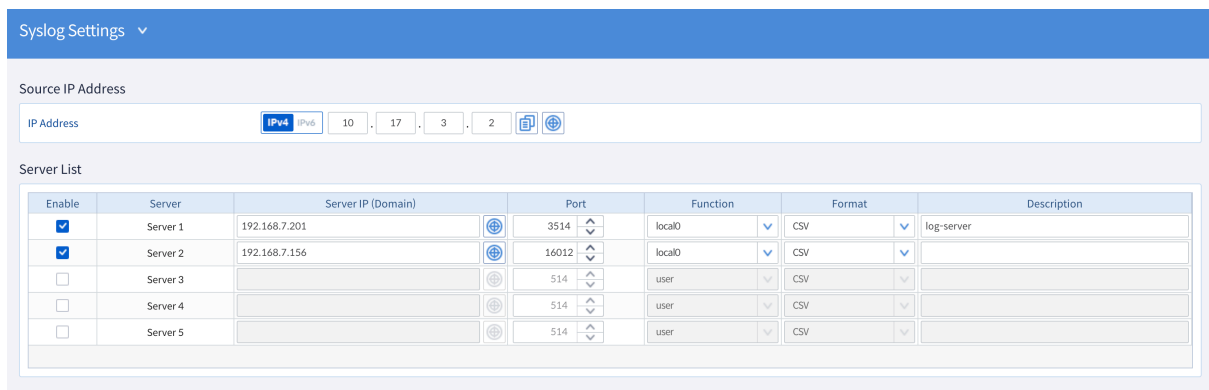 Syslog Settings
Source IP Address
IP Address IPv4 IPv6 10 . 17 . 3 . 2
Server List
Enable Server Server IP (Domain) Port Function Format Description
Server 1 192.168.7.201 3514 local0 CSV log-server
Server 2 192.168.7.156 16012 local0 CSV
Server 3 514 user CSV
Server 4 514 user CSV
Server 5 514 user CSV